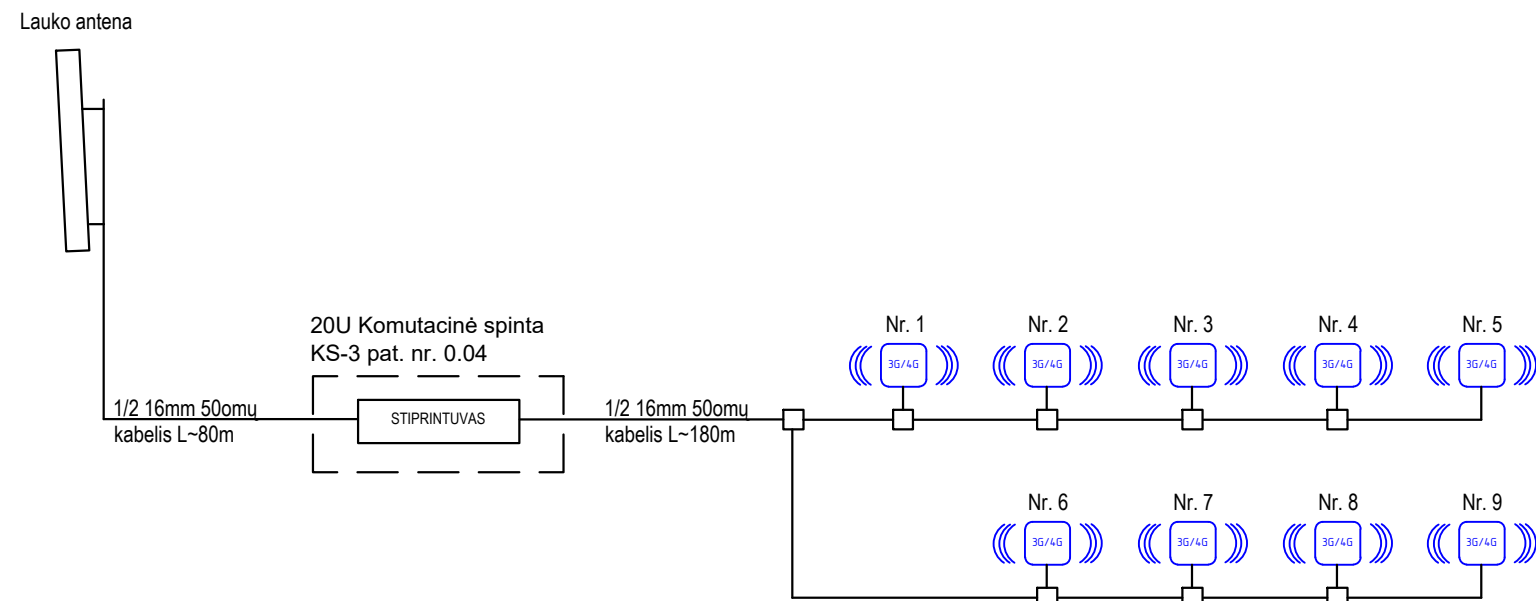 Lauko antena
20U Komutacinė spinta
KS-3 pat. nr. 0.04
1/2 16mm 50omų
kabelis L~80m
STIPRINTUVAS
1/2 16mm 50omų
kabelis L~180m
Nr. 1
Nr. 2
Nr. 3
Nr. 4
Nr. 5
3G/4G
3G/4G
3G/4G
3G/4G
3G/4G
Nr. 6
Nr. 7
Nr. 8
Nr. 9
3G/4G
3G/4G
3G/4G
3G/4G